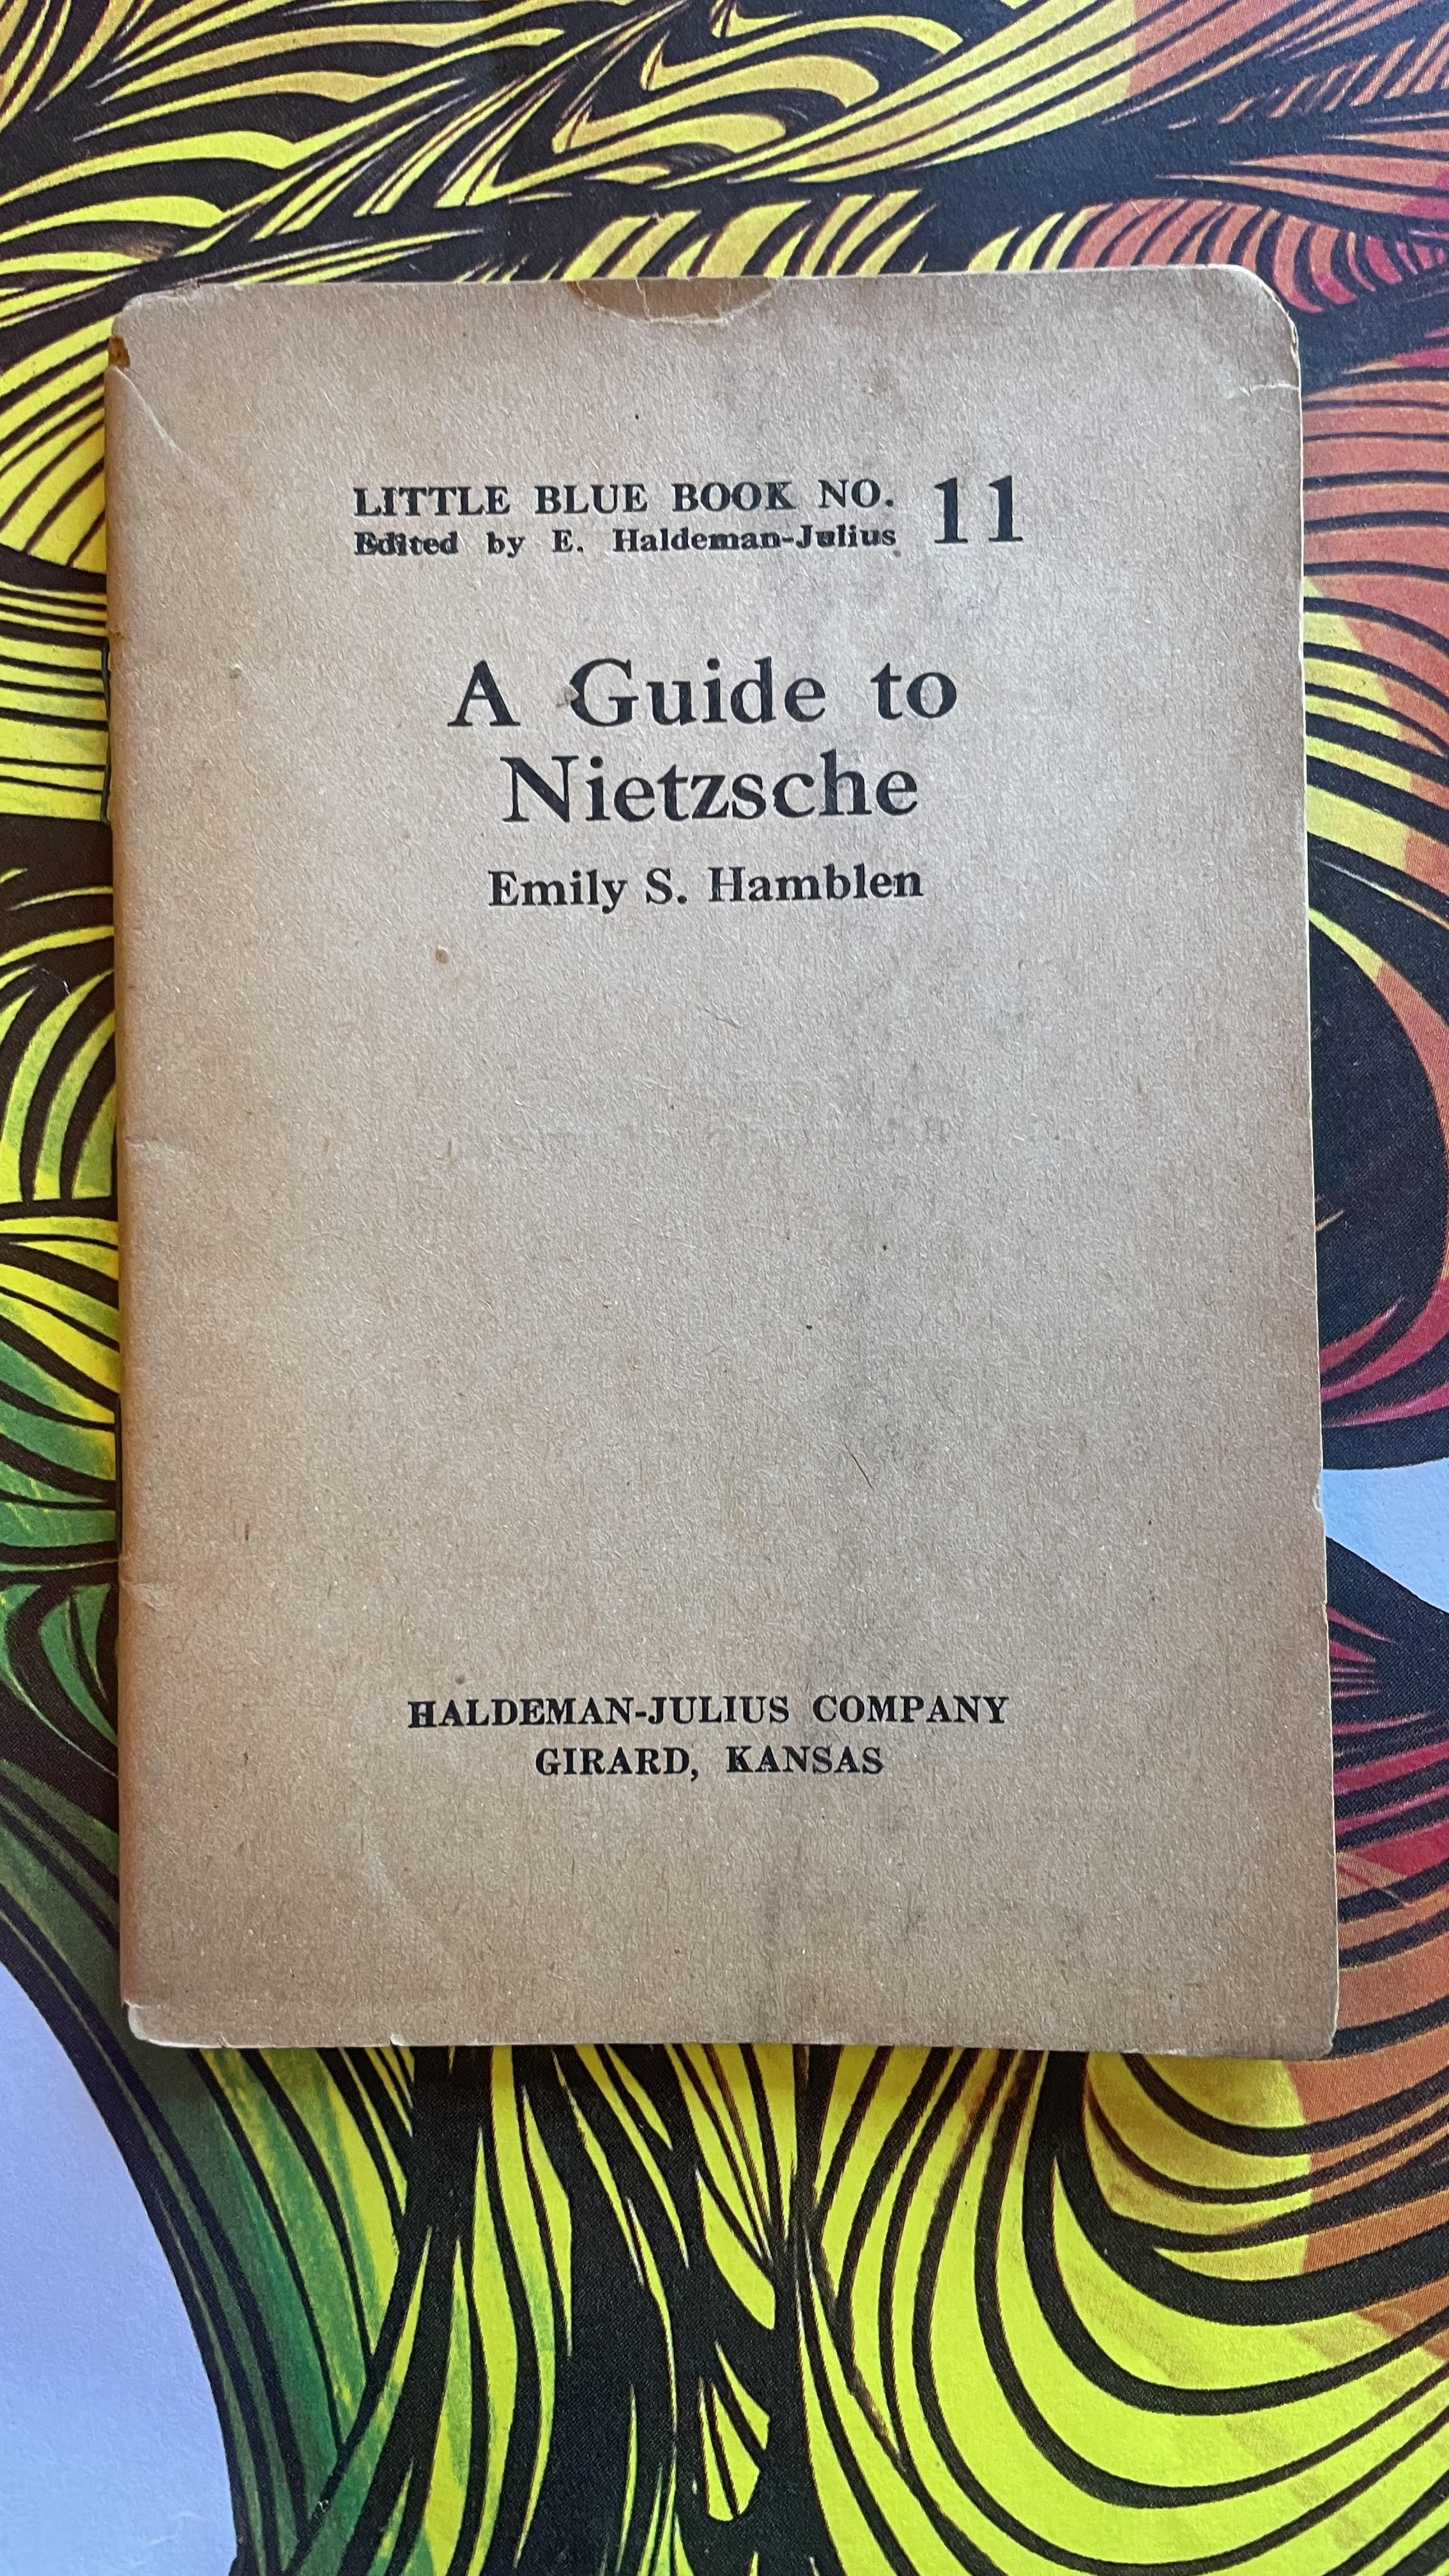 LITTLE BLUE BOOK NO. 11
Edited by E. Haldeman-Julius
A Guide to
Nietzsche
Emily S. Hamblen
HALDEMAN-JULIUS COMPANY
GIRARD, KANSAS